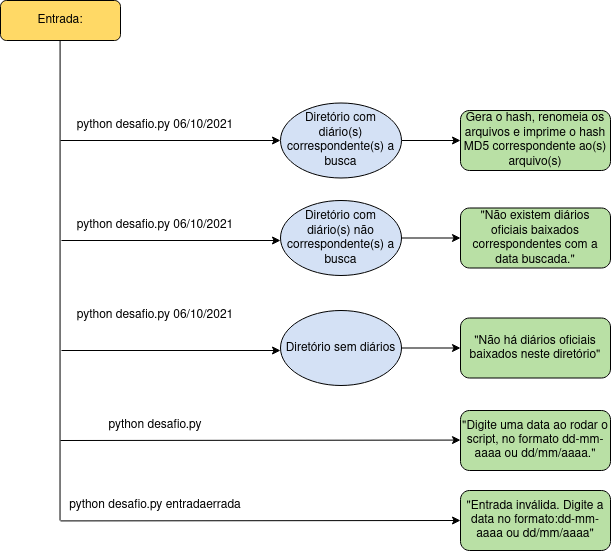 Entrada:
python desafio.py 06/10/2021
Diretório com
diário(s)
correspondente(s) a
busca
Gera o hash, renomeia os
arquivos e imprime o hash
MD5 correspondente ao(s)
arquivo(s)
python desafio.py 06/10/2021
Diretório com
diário(s) não
correspondente(s) a
busca
"Não existem diários
oficiais baixados
correspondentes com a
data buscada."
python desafio.py 06/10/2021
Diretório sem diários
"Não há diários oficiais
baixados neste diretório"
python desafio.py
"Digite uma data ao rodar o
script, no formato dd-mm-
aaaa ou dd/mm/aaaa."
python desafio.py entradaerrada
"Entrada inválida. Digite a
data no formato:dd-mm-
aaaa ou dd/mm/aaaa"